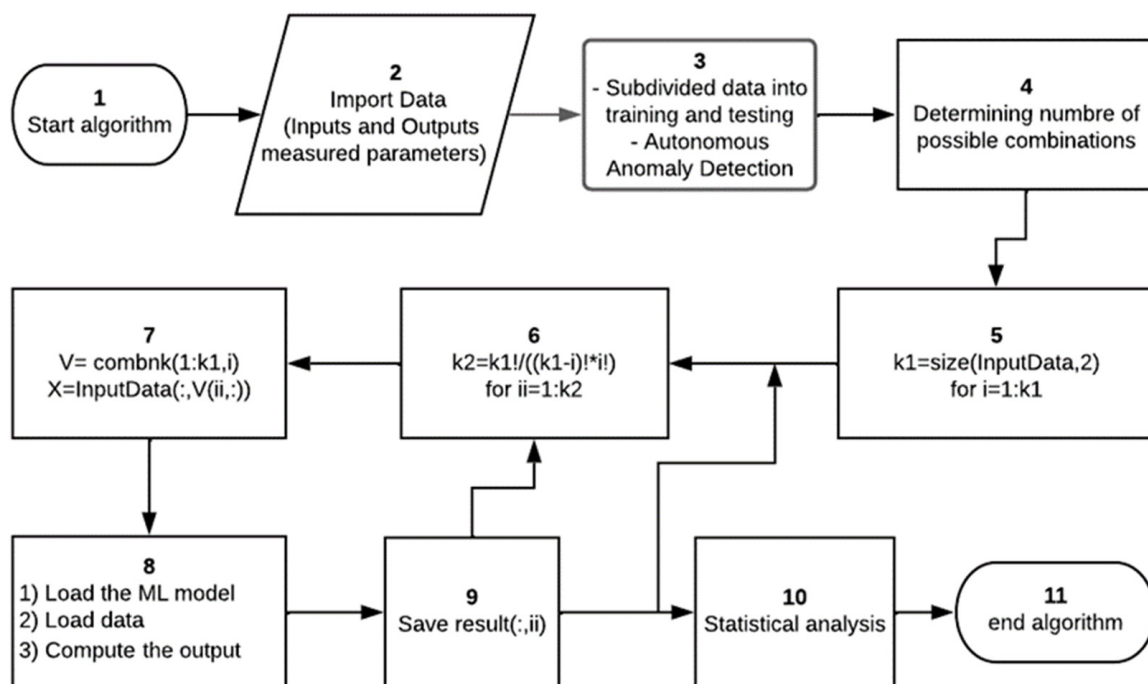 1
Start algorithm
2
Import Data
(Inputs and Outputs
measured parameters)
3
- Subdivided data into
training and testing
- Autonomous
Anomaly Detection
4
Determining numbre of
possible combinations
5
k1=size(InputData,2)
for i=1:k1
6
k2=k1!/((k1-i)!*i!)
for ii=1:k2
7
V= combnk(1:k1,i)
X=InputData(:,V(ii,:))
8
1) Load the ML model
2) Load data
3) Compute the output
9
Save result(:,ii)
10
Statistical analysis
11
end algorithm